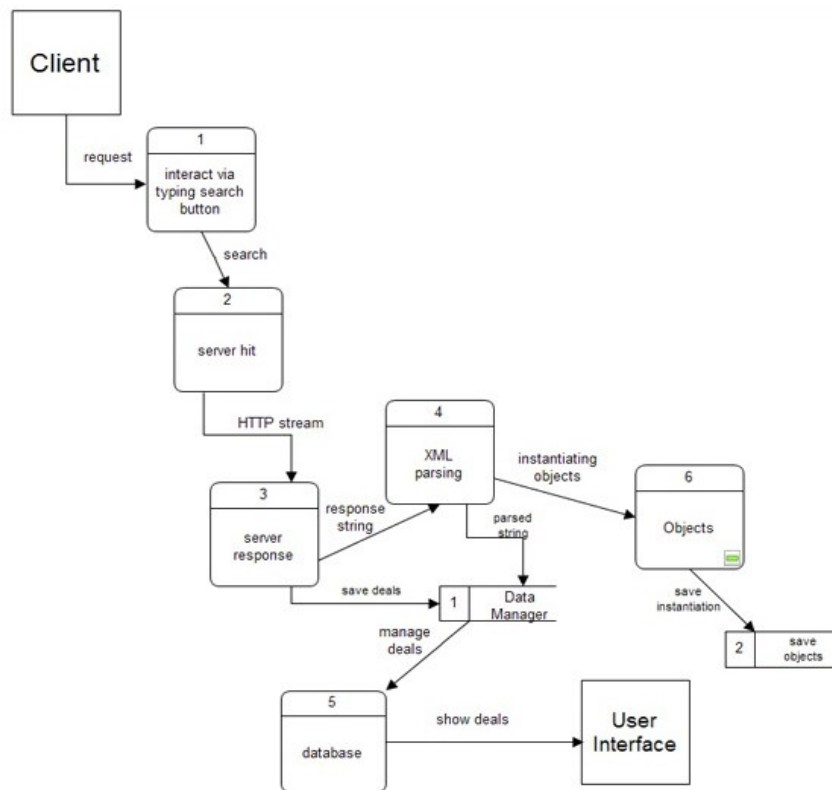 Client
request
1
interact via
typing search
button
search
2
server hit
HTTP stream
3
server
response
response
string
4
XML
parsing
instantiating
objects
6
Objects
parsed
string
save deals
1
Data
Manager
save
instantiation
2
save
objects
manage
deals
5
database
show deals
User
Interface